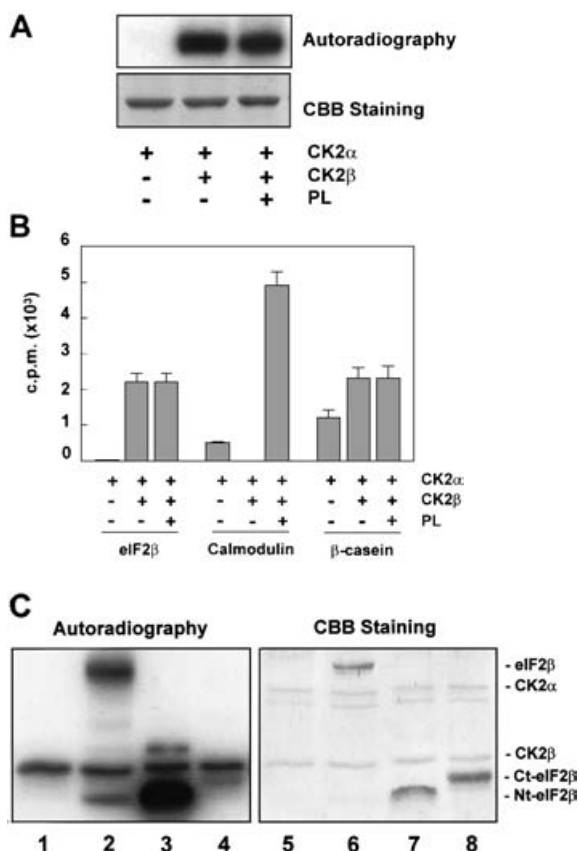 A
Autoradiography
CBB Staining
+ + + CK2α
- + + CK2β
- - + PL
B
c.p.m. (x10³)
6
5
4
3
2
1
0
+ + + + + + + + + CK2α
- + + - + + - + + CK2β
- - + - - + - - + PL
eIF2β Calmodulin β-casein
C
Autoradiography CBB Staining
- eIF2β
- CK2α
- CK2β
- Ct-eIF2β
- Nt-eIF2β
1 2 3 4 5 6 7 8